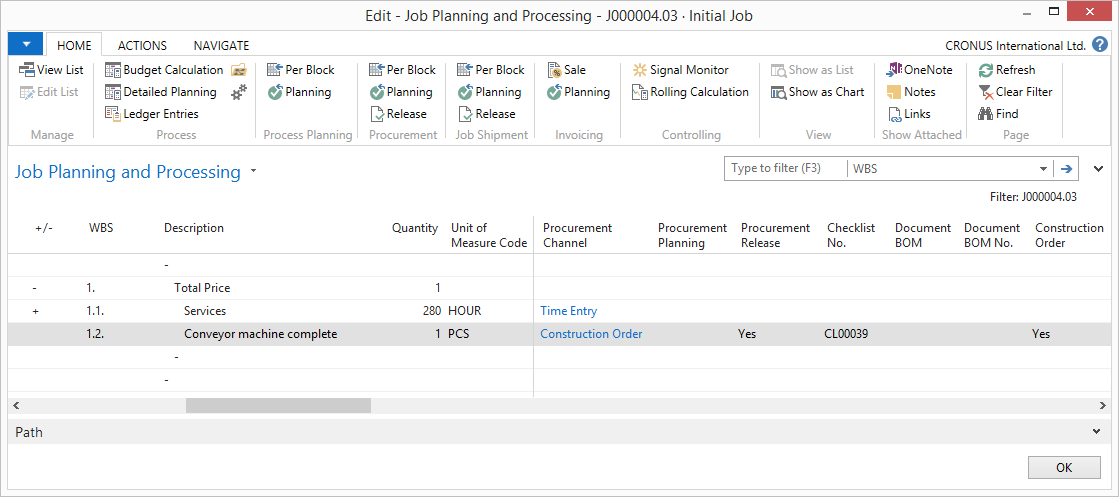 Edit - Job Planning and Processing - J000004.03 · Initial Job
HOME ACTIONS NAVIGATE CRONUS International Ltd. ?
View List Budget Calculation Per Block Per Block Per Block Sale Signal Monitor Show as List OneNote Refresh
Edit List Detailed Planning Planning Planning Planning Planning Rolling Calculation Show as Chart Notes Clear Filter
Ledger Entries Release Release Links Find
Manage Process Process Planning Procurement Job Shipment Invoicing Controlling View Show Attached Page
Job Planning and Processing Type to filter (F3) WBS
Filter: J000004.03
+/- WBS Description Quantity Unit of Procurement Procurement Procurement Checklist Document Document Construction
Measure Code Channel Planning Release No. BOM BOM No. Order
-
- 1. Total Price 1
+ 1.1. Services 280 HOUR Time Entry
1.2. Conveyor machine complete 1 PCS Construction Order Yes CL00039 Yes
-
-
Path
OK